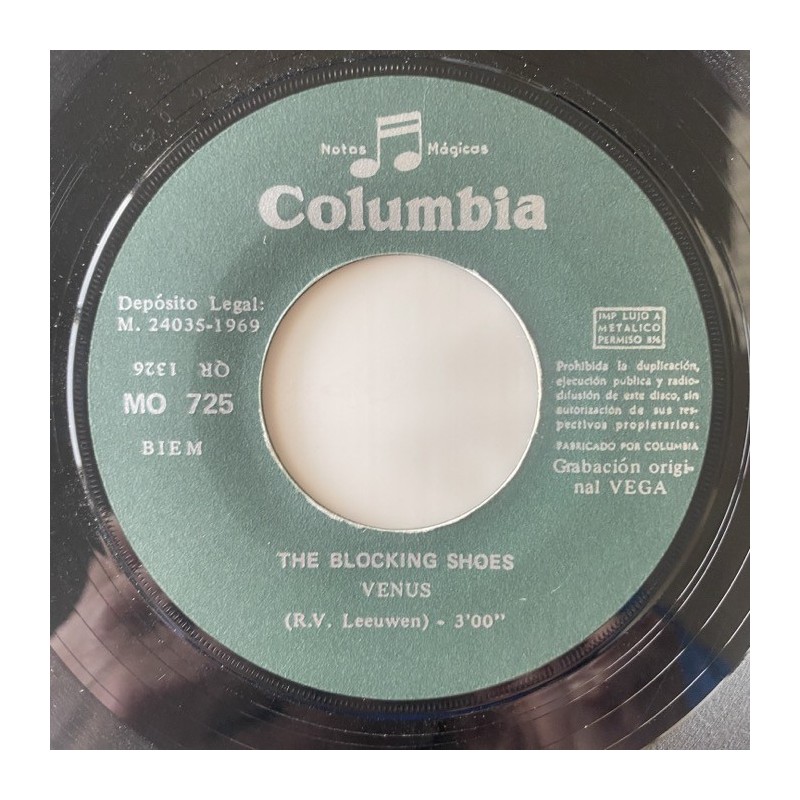 Notas Mágicas
Columbia
Depósito Legal:
M. 24035-1969
QR 1326
MO 725
BIEM
IMP LUJO A
METALICO
PERMISO 8%
Prohibida la duplicación,
ejecución publica y radio-
difusión de este disco, sin
autorización de sus res-
pectivos propietarios.
FABRICADO POR COLUMBIA
Grabación origi-
nal VEGA
THE BLOCKING SHOES
VENUS
(R.V. Leeuwen) - 3'00"